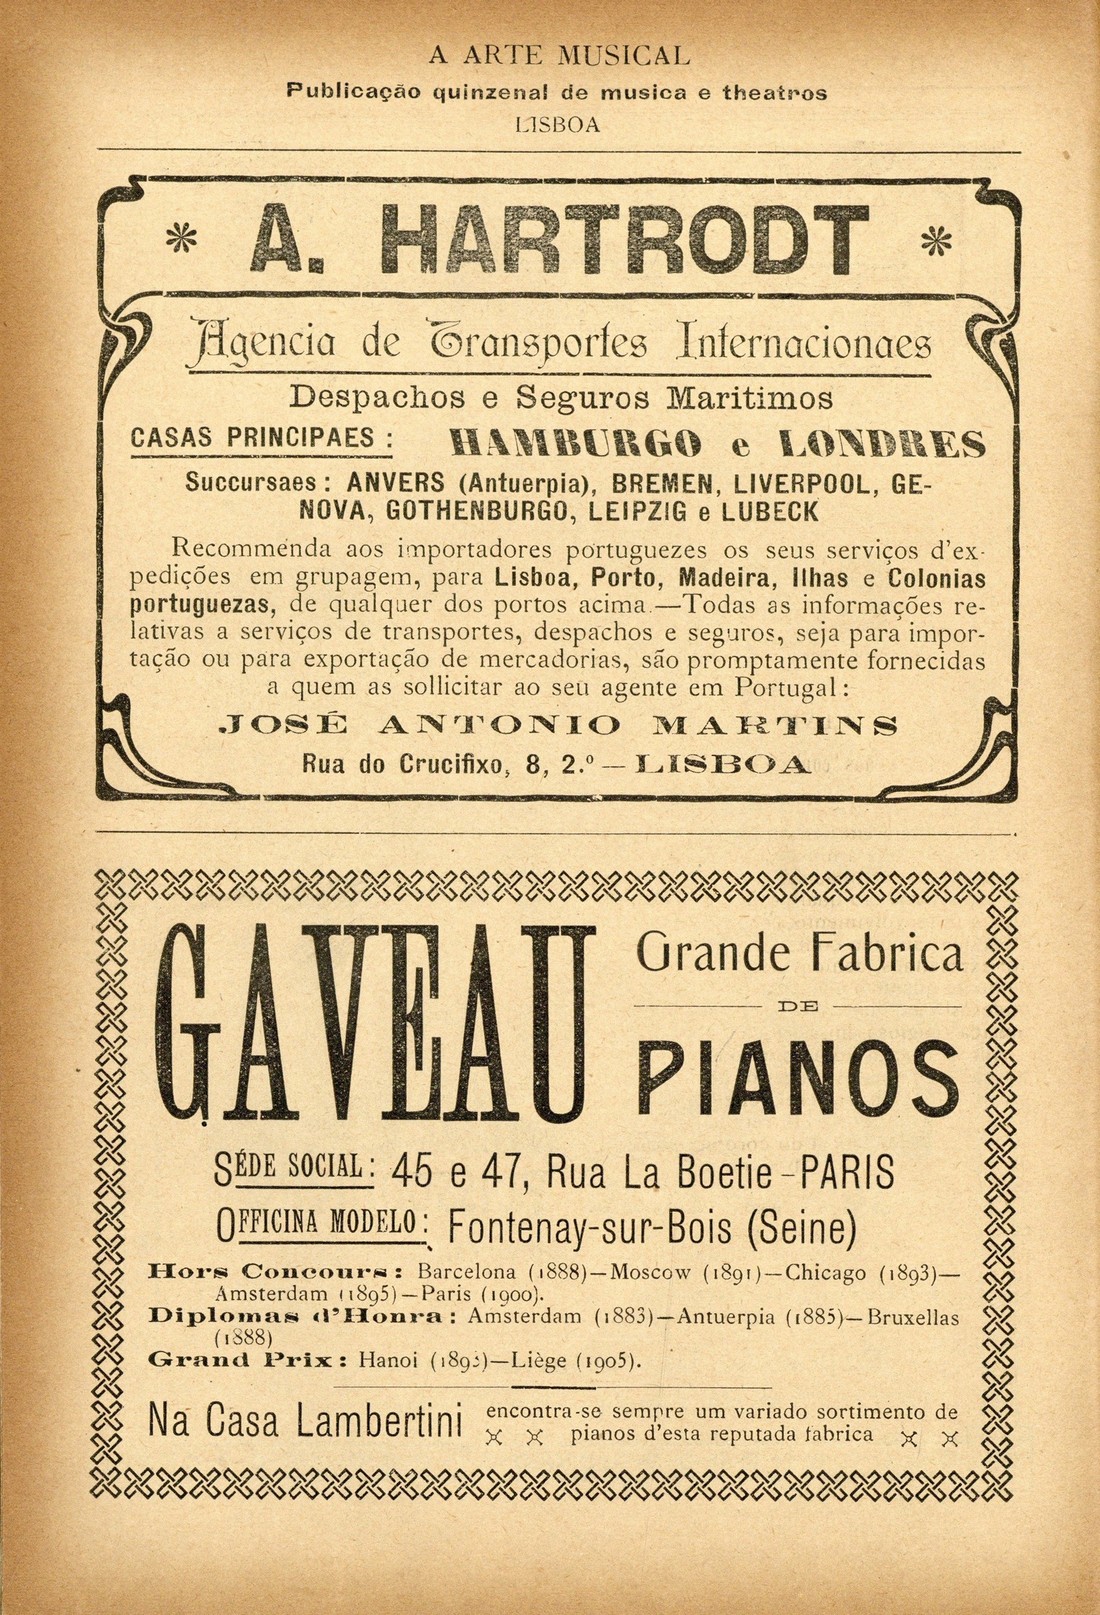 A ARTE MUSICAL
Publicação quinzenal de musica e theatros
LISBOA
A. HARTRODT
Agencia de Transportes Internacionaes
Despachos e Seguros Maritimos
CASAS PRINCIPAES : HAMBURGO e LONDRES
Succursaes : ANVERS (Antuerpia), BREMEN, LIVERPOOL, GE-
NOVA, GOTHENBURGO, LEIPZIG e LUBECK
Recommenda aos importadores portuguezes os seus serviços d'ex-
pedições em grupagem, para Lisboa, Porto, Madeira, Ilhas e Colonias
portuguezas, de qualquer dos portos acima.—Todas as informações re-
lativas a serviços de transportes, despachos e seguros, seja para impor-
tação ou para exportação de mercadorias, são promptamente fornecidas
a quem as sollicitar ao seu agente em Portugal :
JOSÉ ANTONIO MARTINS
Rua do Crucifixo, 8, 2.º — LISBOA
GAVEAU
Grande Fabrica
DE
PIANOS
SÉDE SOCIAL : 45 e 47, Rua La Boetie - PARIS
OFFICINA MODELO : Fontenay-sur-Bois (Seine)
Hors Concours : Barcelona (1888)—Moscow (1891)—Chicago (1893)—
Amsterdam (1895)—Paris (1900).
Diplomas d'Honra : Amsterdam (1883)—Antuerpia (1885)—Bruxellas
(1888)
Grand Prix : Hanoi —Liège (1905).
Na Casa Lambertini encontra-se sempre um variado sortimento de
pianos d'esta reputada fabrica